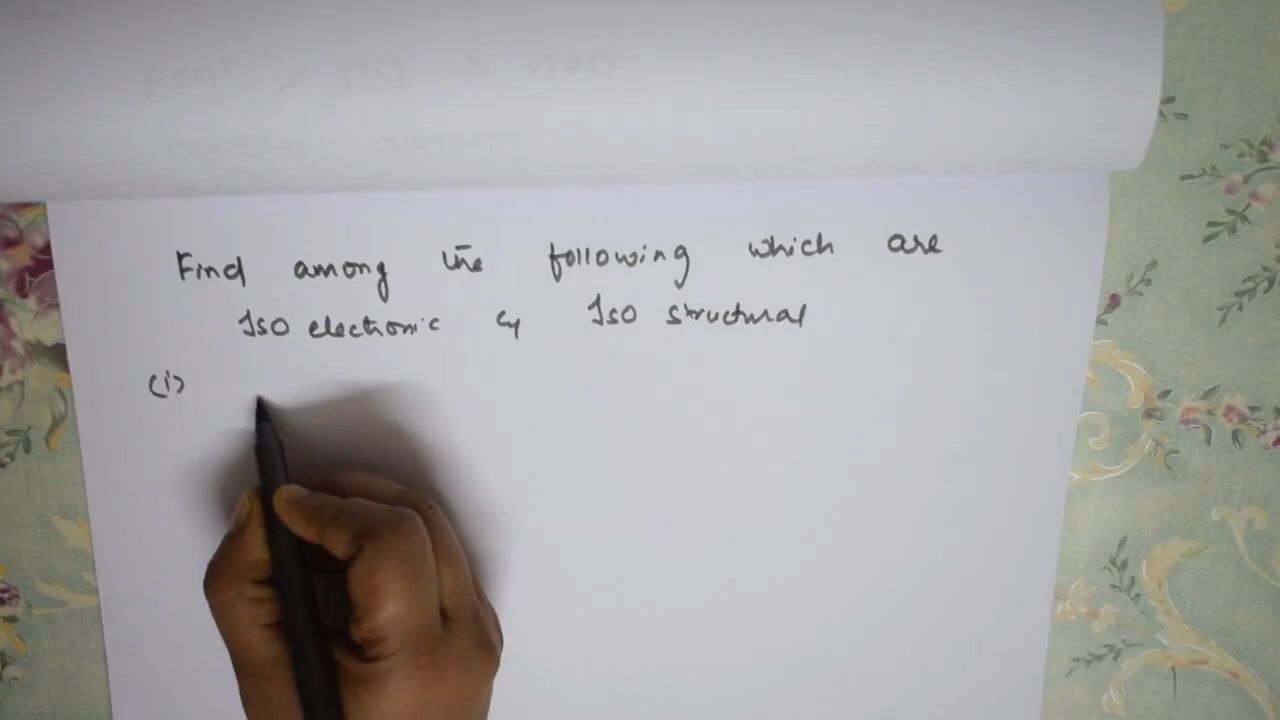 Find among the following which are
Iso electronic & Iso structural
(i)